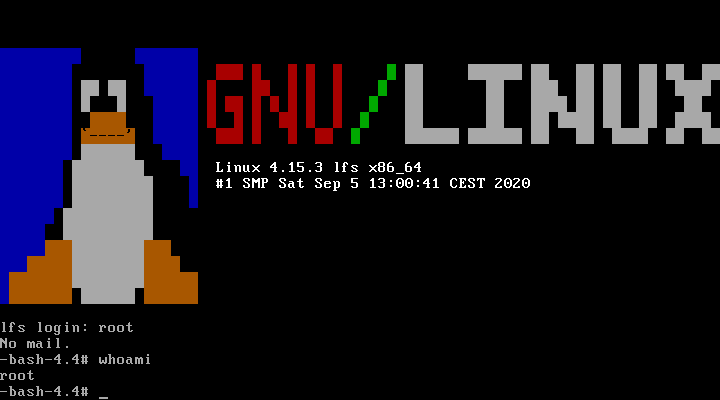 GNU/LINUX
Linux 4.15.3 lfs x86_64
#1 SMP Sat Sep 5 13:00:41 CEST 2020
lfs login: root
No mail.
-bash-4.4# whoami
root
-bash-4.4# _